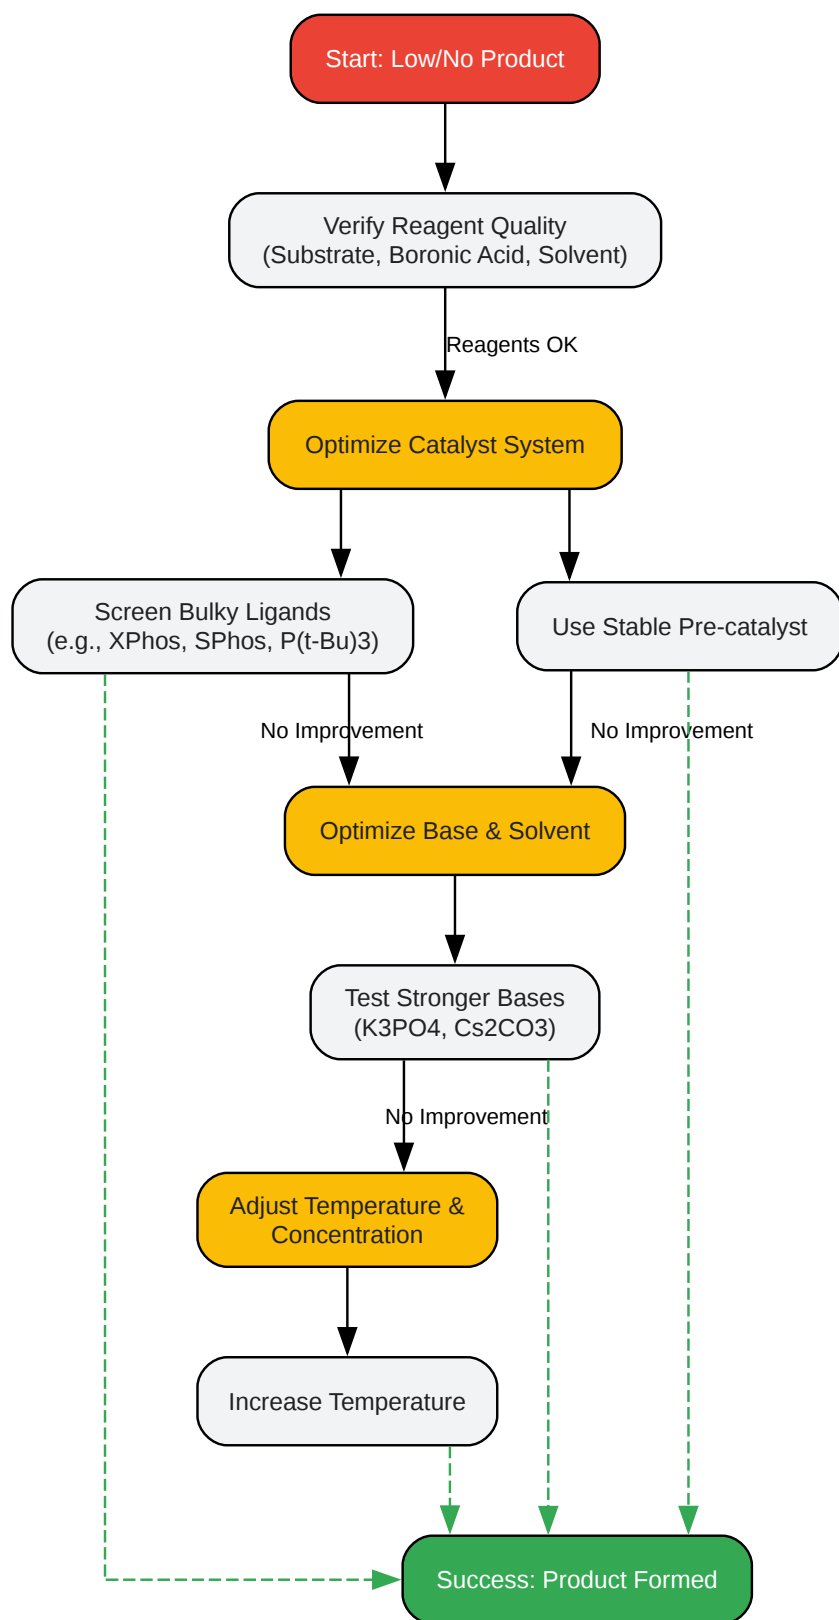 Start: Low/No Product
Verify Reagent Quality
(Substrate, Boronic Acid, Solvent)
Reagents OK
Optimize Catalyst System
Screen Bulky Ligands
(e.g., XPhos, SPhos, P(t-Bu)3)
Use Stable Pre-catalyst
No Improvement
No Improvement
Optimize Base & Solvent
Test Stronger Bases
(K3PO4, Cs2CO3)
No Improvement
Adjust Temperature &
Concentration
Increase Temperature
Success: Product Formed